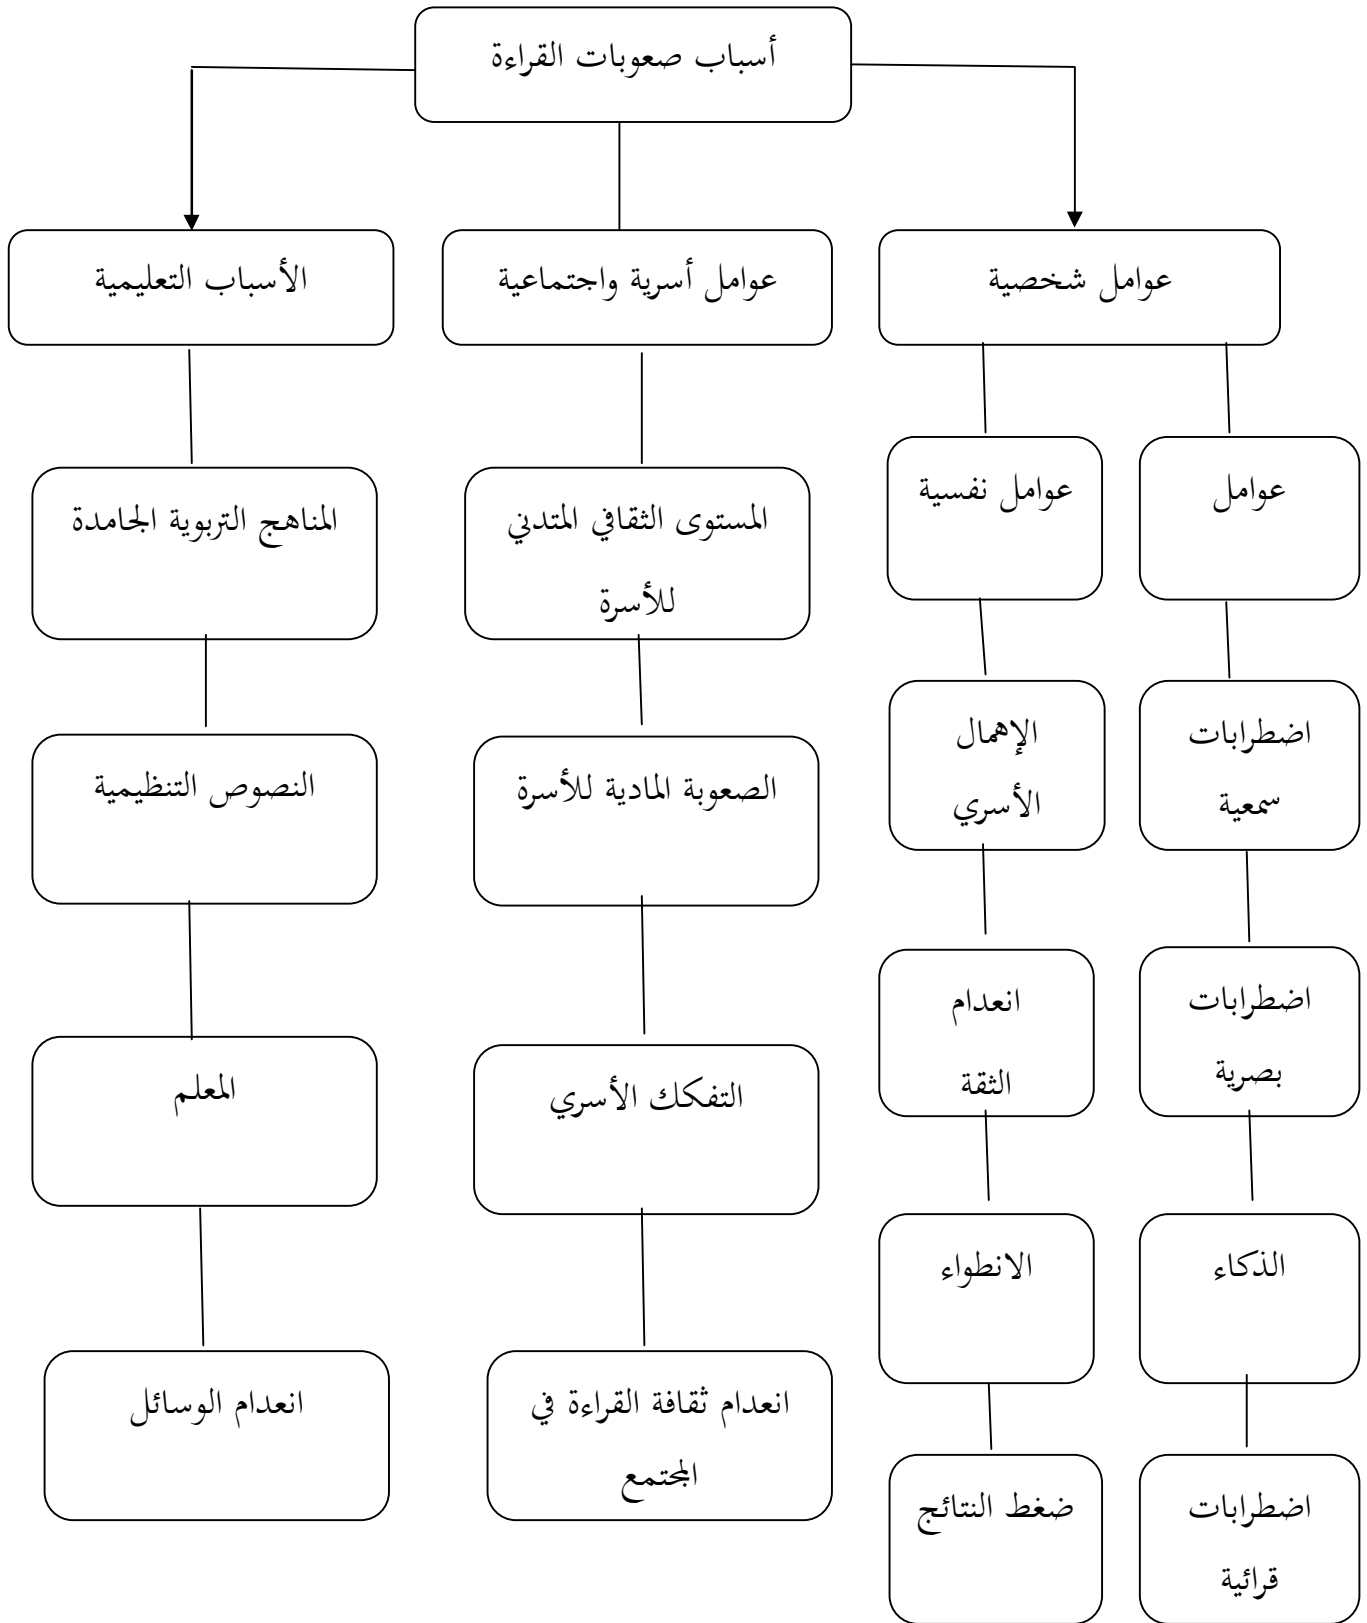 أسباب صعوبات القراءة
عوامل شخصية
عوامل أسرية واجتماعية
الأسباب التعليمية
عوامل
عوامل نفسية
المستوى الثقافي المتدني
للأسرة
المناهج التربوية الجامدة
اضطرابات
سمعية
الإهمال
الأسري
الصعوبة المادية للأسرة
النصوص التنظيمية
اضطرابات
بصرية
انعدام
الثقة
التفكك الأسري
المعلم
الذكاء
الانطواء
انعدام ثقافة القراءة في
المجتمع
انعدام الوسائل
اضطرابات
قرائية
ضغط النتائج